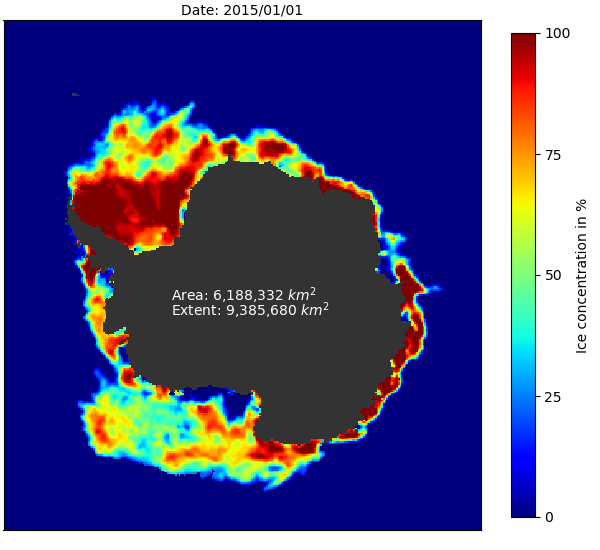 Date: 2015/01/01
100
75
50
25
0
Ice concentration in %
Area: 6,188,332 km²
Extent: 9,385,680 km²